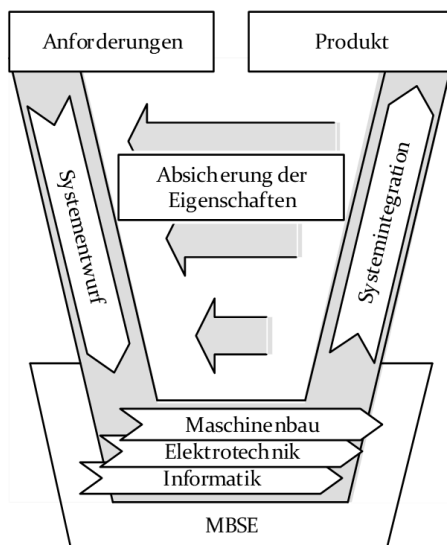 Anforderungen
Produkt
Absicherung der
Eigenschaften
Systementwurf
Systemintegration
Maschinenbau
Elektrotechnik
Informatik
MBSE